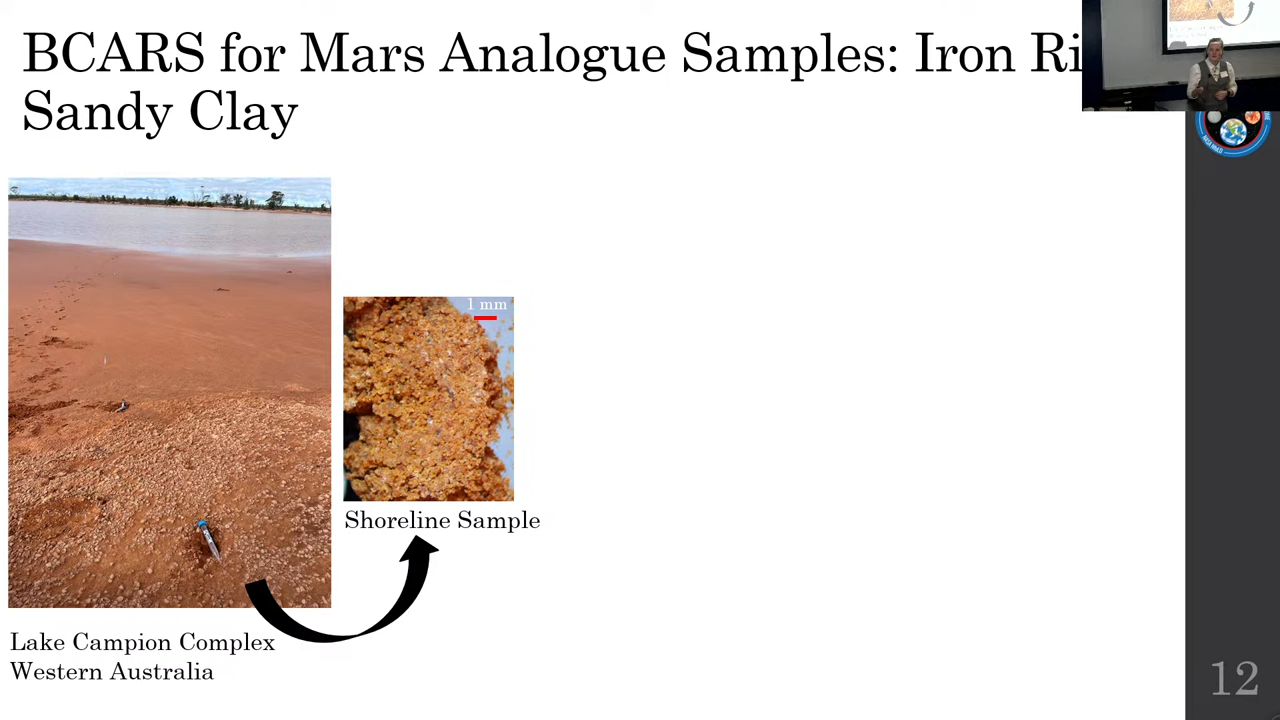 BCARS for Mars Analogue Samples: Iron Ri
Sandy Clay
1 mm
Shoreline Sample
Lake Campion Complex
Western Australia
12